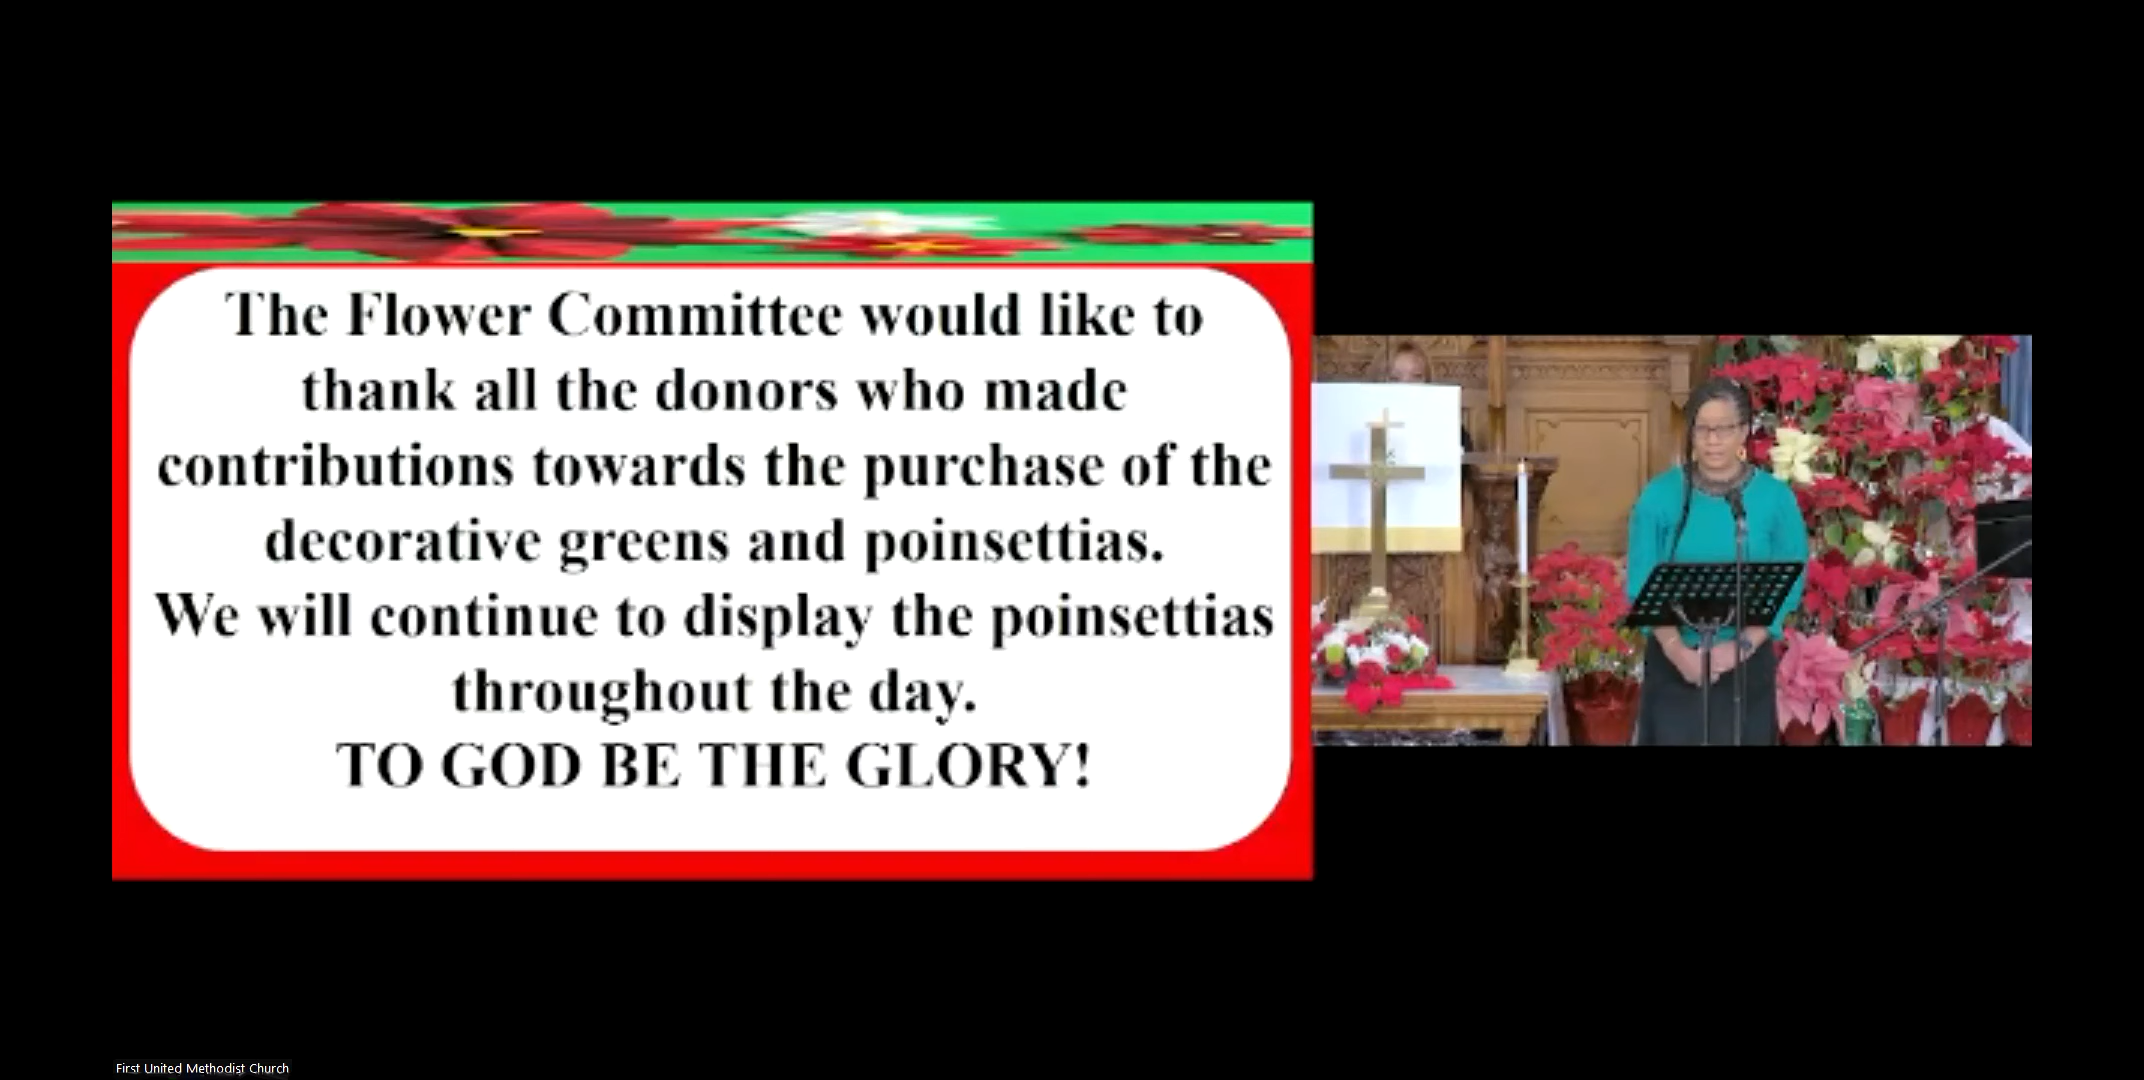 The Flower Committee would like to
thank all the donors who made
contributions towards the purchase of the
decorative greens and poinsettias.
We will continue to display the poinsettias
throughout the day.
TO GOD BE THE GLORY!
First United Methodist Church